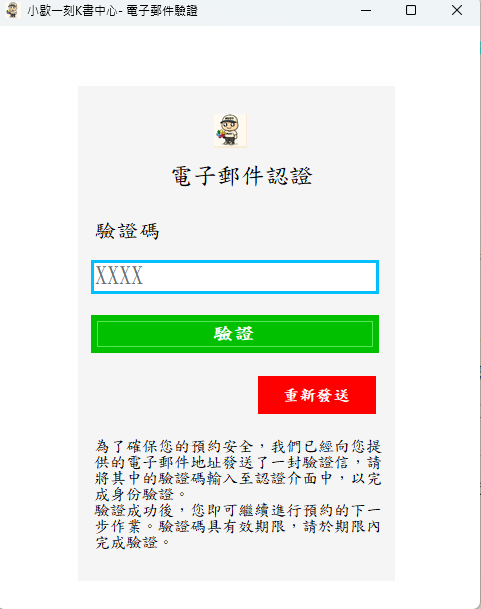 小歇一刻K書中心- 電子郵件驗證
電子郵件認證
驗證碼
XXXX
驗證
重新發送
為了確保您的預約安全，我們已經向您提
供的電子郵件地址發送了一封驗證信，請
將其中的驗證碼輸入至認證介面中，以完
成身份驗證。
驗證成功後，您即可繼續進行預約的下一
步作業。驗證碼具有效期限，請於期限內
完成驗證。